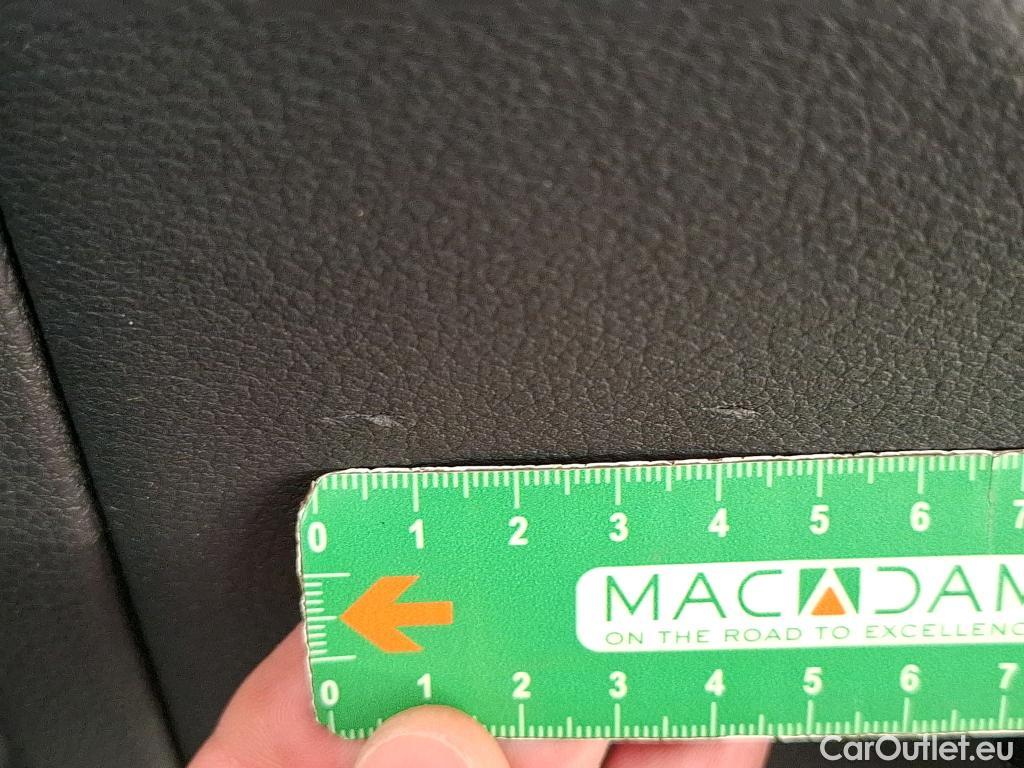 0 1 2 3 4 5 6 7
MACADAM
ON THE ROAD TO EXCELLENC
0 1 2 3 4 5 6 7
CarOutlet.eu